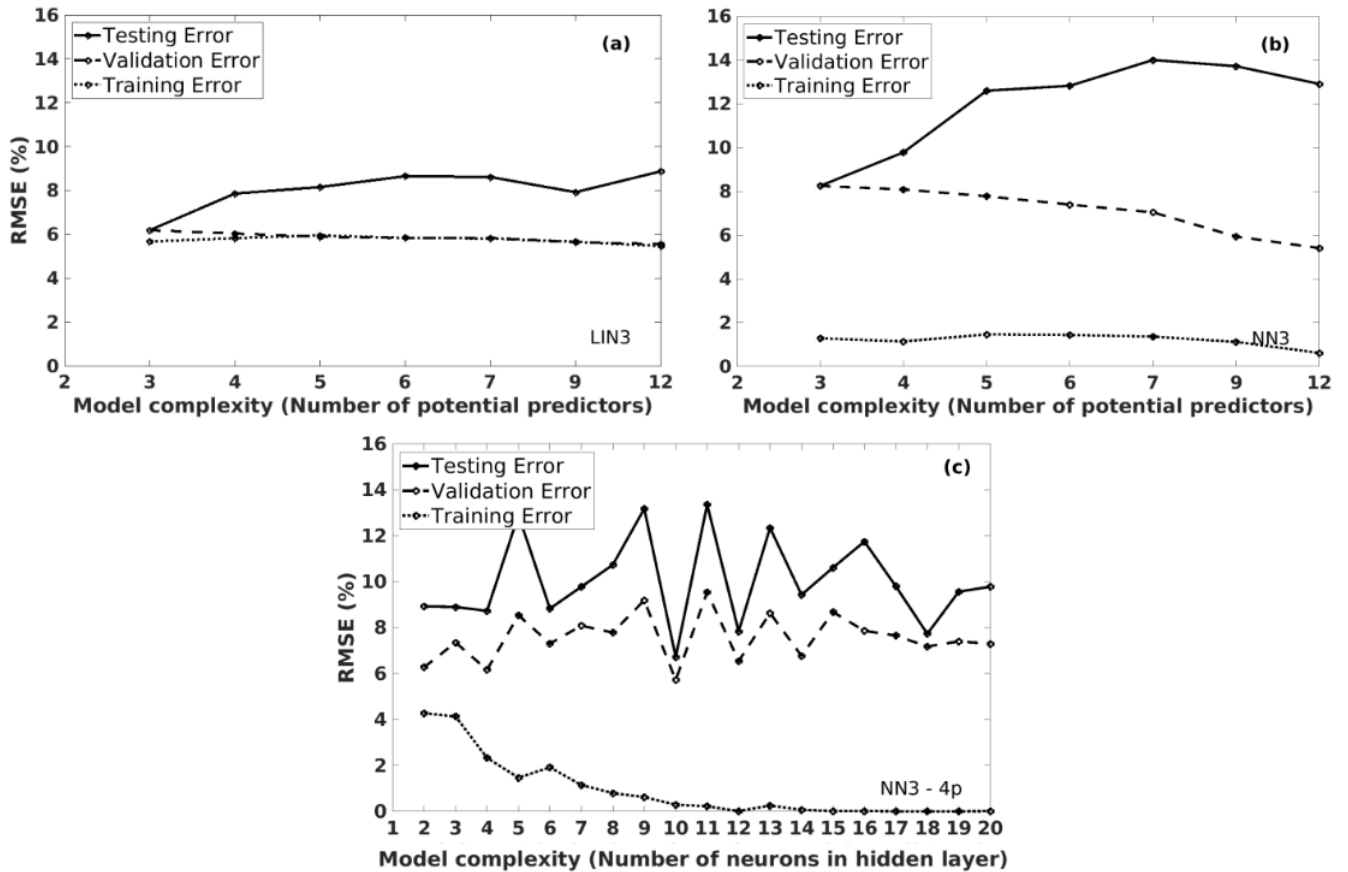 16
14
12
10
8
6
4
2
0
RMSE (%)
Testing Error
Validation Error
Training Error
(a)
LIN3
2 3 4 5 6 7 9 12
Model complexity (Number of potential predictors)
16
14
12
10
8
6
4
2
0
Testing Error
Validation Error
Training Error
(b)
NN3
2 3 4 5 6 7 9 12
Model complexity (Number of potential predictors)
16
14
12
10
8
6
4
2
0
RMSE (%)
Testing Error
Validation Error
Training Error
(c)
NN3 - 4p
1 2 3 4 5 6 7 8 9 10 11 12 13 14 15 16 17 18 19 20
Model complexity (Number of neurons in hidden layer)